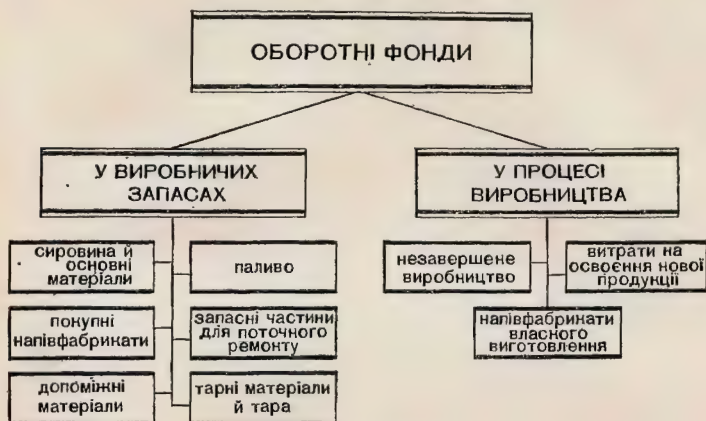 ОБОРОТНІ ФОНДИ
У ВИРОБНИЧИХ
ЗАПАСАХ
У ПРОЦЕСІ
ВИРОБНИЦТВА
сировина й
основні
матеріали
паливо
покупні
напівфабрикати
запасні частини
для поточного
ремонту
допоміжні
матеріали
тарні матеріали
й тара
незавершене
виробництво
витрати на
освоєння нової
продукції
напівфабрикати
власного
виготовлення